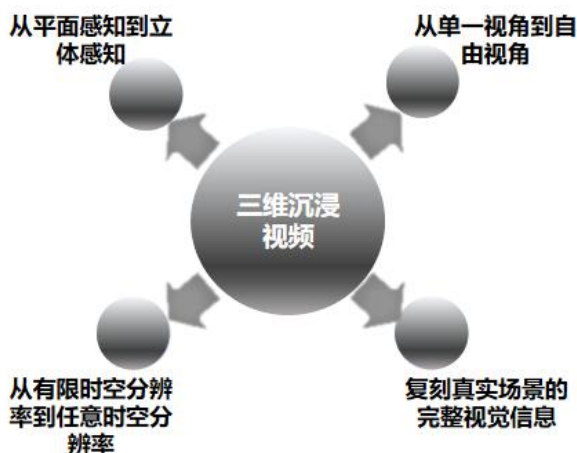 从平面感知到立
体感知
从单一视角到自
由视角
三维沉浸
视频
从有限时空分辨
率到任意时空分
辨率
复刻真实场景的
完整视觉信息